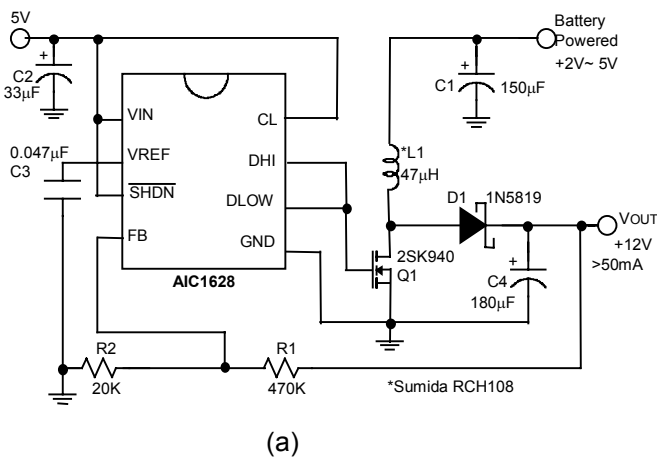 5V
Battery
Powered
+2V~ 5V
+
C2
33μF
+
C1
150μF
VIN
CL
0.047μF
C3
VREF
DHI
*L1
47μH
SHDN
DLOW
D1
1N5819
VOUT
+12V
>50mA
FB
GND
2SK940
Q1
+
C4
180μF
AIC1628
R2
20K
R1
470K
*Sumida RCH108
(a)